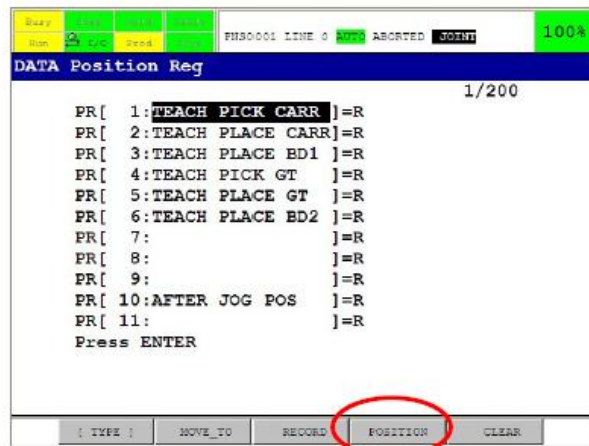 Busy
Run I/O Prod
PNS0001 LINE 0 AUTO ABORTED JOINT
100%
DATA Position Reg
1/200
PR[ 1:TEACH PICK CARR ]=R
PR[ 2:TEACH PLACE CARR]=R
PR[ 3:TEACH PLACE BD1 ]=R
PR[ 4:TEACH PICK GT ]=R
PR[ 5:TEACH PLACE GT ]=R
PR[ 6:TEACH PLACE BD2 ]=R
PR[ 7: ]=R
PR[ 8: ]=R
PR[ 9: ]=R
PR[ 10:AFTER JOG POS ]=R
PR[ 11: ]=R
Press ENTER
[ TYPE ] MOVE_TO RECORD POSITION CLEAR